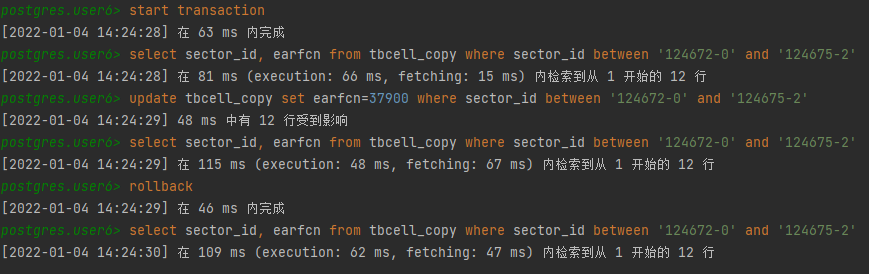 postgres.user6> start transaction
[2022-01-04 14:24:28] 在 63 ms 内完成
postgres.user6> select sector_id, earfcn from tbcell_copy where sector_id between '124672-0' and '124675-2'
[2022-01-04 14:24:28] 在 81 ms (execution: 66 ms, fetching: 15 ms) 内检索到从 1 开始的 12 行
postgres.user6> update tbcell_copy set earfcn=37900 where sector_id between '124672-0' and '124675-2'
[2022-01-04 14:24:29] 48 ms 中有 12 行受到影响
postgres.user6> select sector_id, earfcn from tbcell_copy where sector_id between '124672-0' and '124675-2'
[2022-01-04 14:24:29] 在 115 ms (execution: 48 ms, fetching: 67 ms) 内检索到从 1 开始的 12 行
postgres.user6> rollback
[2022-01-04 14:24:29] 在 46 ms 内完成
postgres.user6> select sector_id, earfcn from tbcell_copy where sector_id between '124672-0' and '124675-2'
[2022-01-04 14:24:30] 在 109 ms (execution: 62 ms, fetching: 47 ms) 内检索到从 1 开始的 12 行